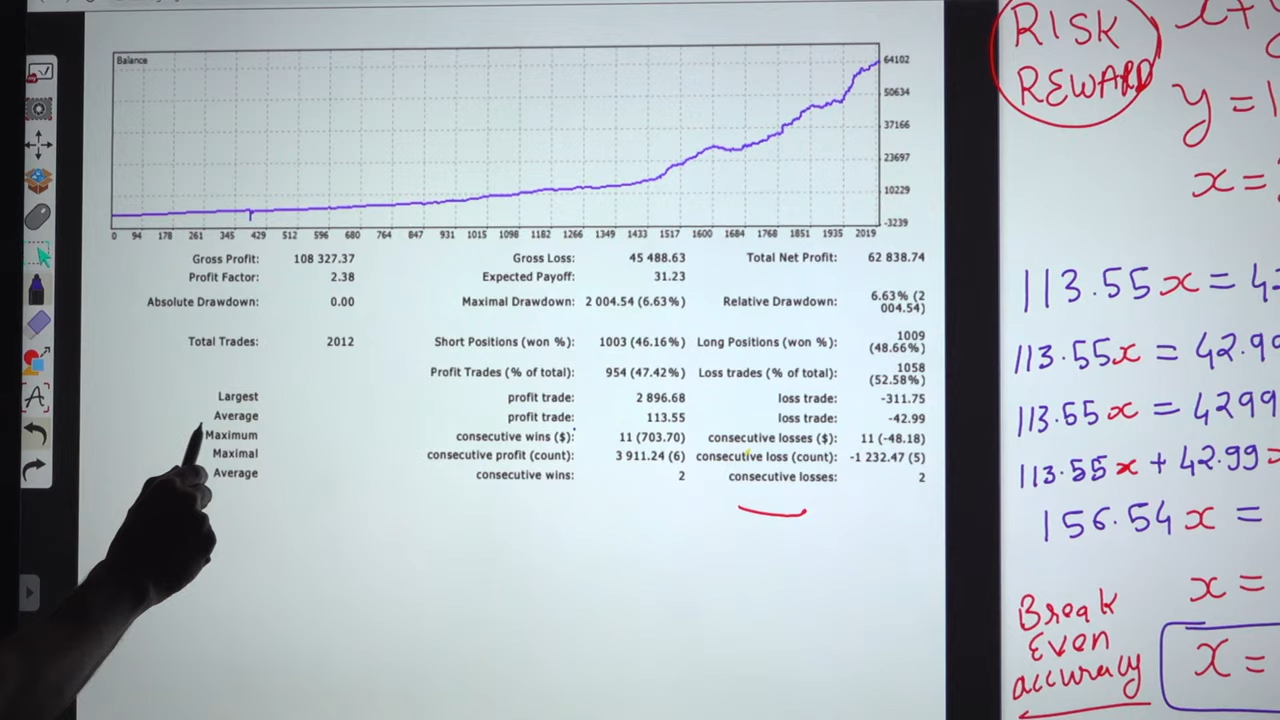 Balance
64102
50634
37166
23697
10229
-3239
0 94 178 261 345 429 512 596 680 764 847 931 1015 1098 1182 1266 1349 1433 1517 1600 1684 1768 1851 1935 2019
Gross Profit: 108 327.37 Gross Loss: 45 488.63 Total Net Profit: 62 838.74
Profit Factor: 2.38 Expected Payoff: 31.23
Absolute Drawdown: 0.00 Maximal Drawdown: 2 004.54 (6.63%) Relative Drawdown: 6.63% (2
004.54)
Total Trades: 2012 Short Positions (won %): 1003 (46.16%) Long Positions (won %): 1009
(48.66%)
Profit Trades (% of total): 954 (47.42%) Loss trades (% of total): 1058
(52.58%)
Largest profit trade: 2 896.68 loss trade: -311.75
Average profit trade: 113.55 loss trade: -42.99
Maximum consecutive wins ($): 11 (703.70) consecutive losses ($): 11 (-48.18)
Maximal consecutive profit (count): 3 911.24 (6) consecutive loss (count): -1 232.47 (5)
Average consecutive wins: 2 consecutive losses: 2
A
RISK
REWARD
x+
y = 1
x =
113.55x = 42
113.55x = 42.99
113.55x = 4299
113.55x + 42.99
156.54x =
x =
Break
Even
accuracy
x =